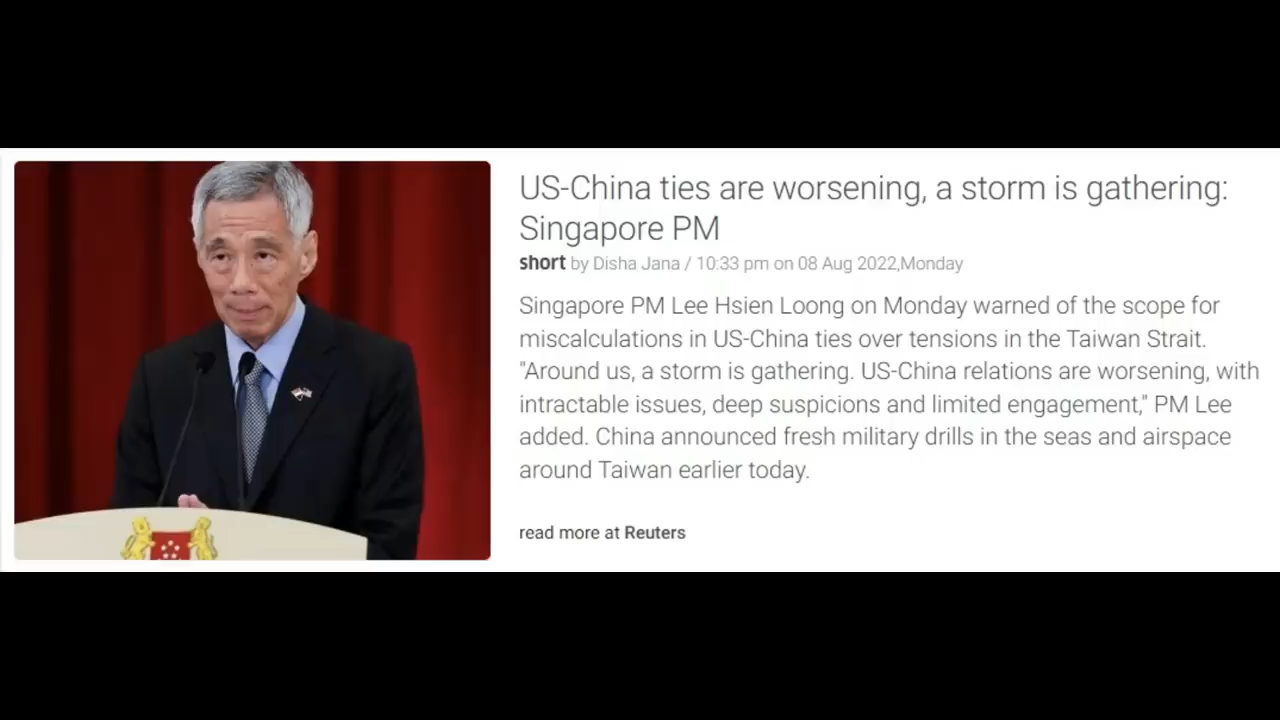 US-China ties are worsening, a storm is gathering:
Singapore PM
short by Disha Jana / 10:33 pm on 08 Aug 2022,Monday
Singapore PM Lee Hsien Loong on Monday warned of the scope for
miscalculations in US-China ties over tensions in the Taiwan Strait.
"Around us, a storm is gathering. US-China relations are worsening, with
intractable issues, deep suspicions and limited engagement," PM Lee
added. China announced fresh military drills in the seas and airspace
around Taiwan earlier today.
read more at Reuters